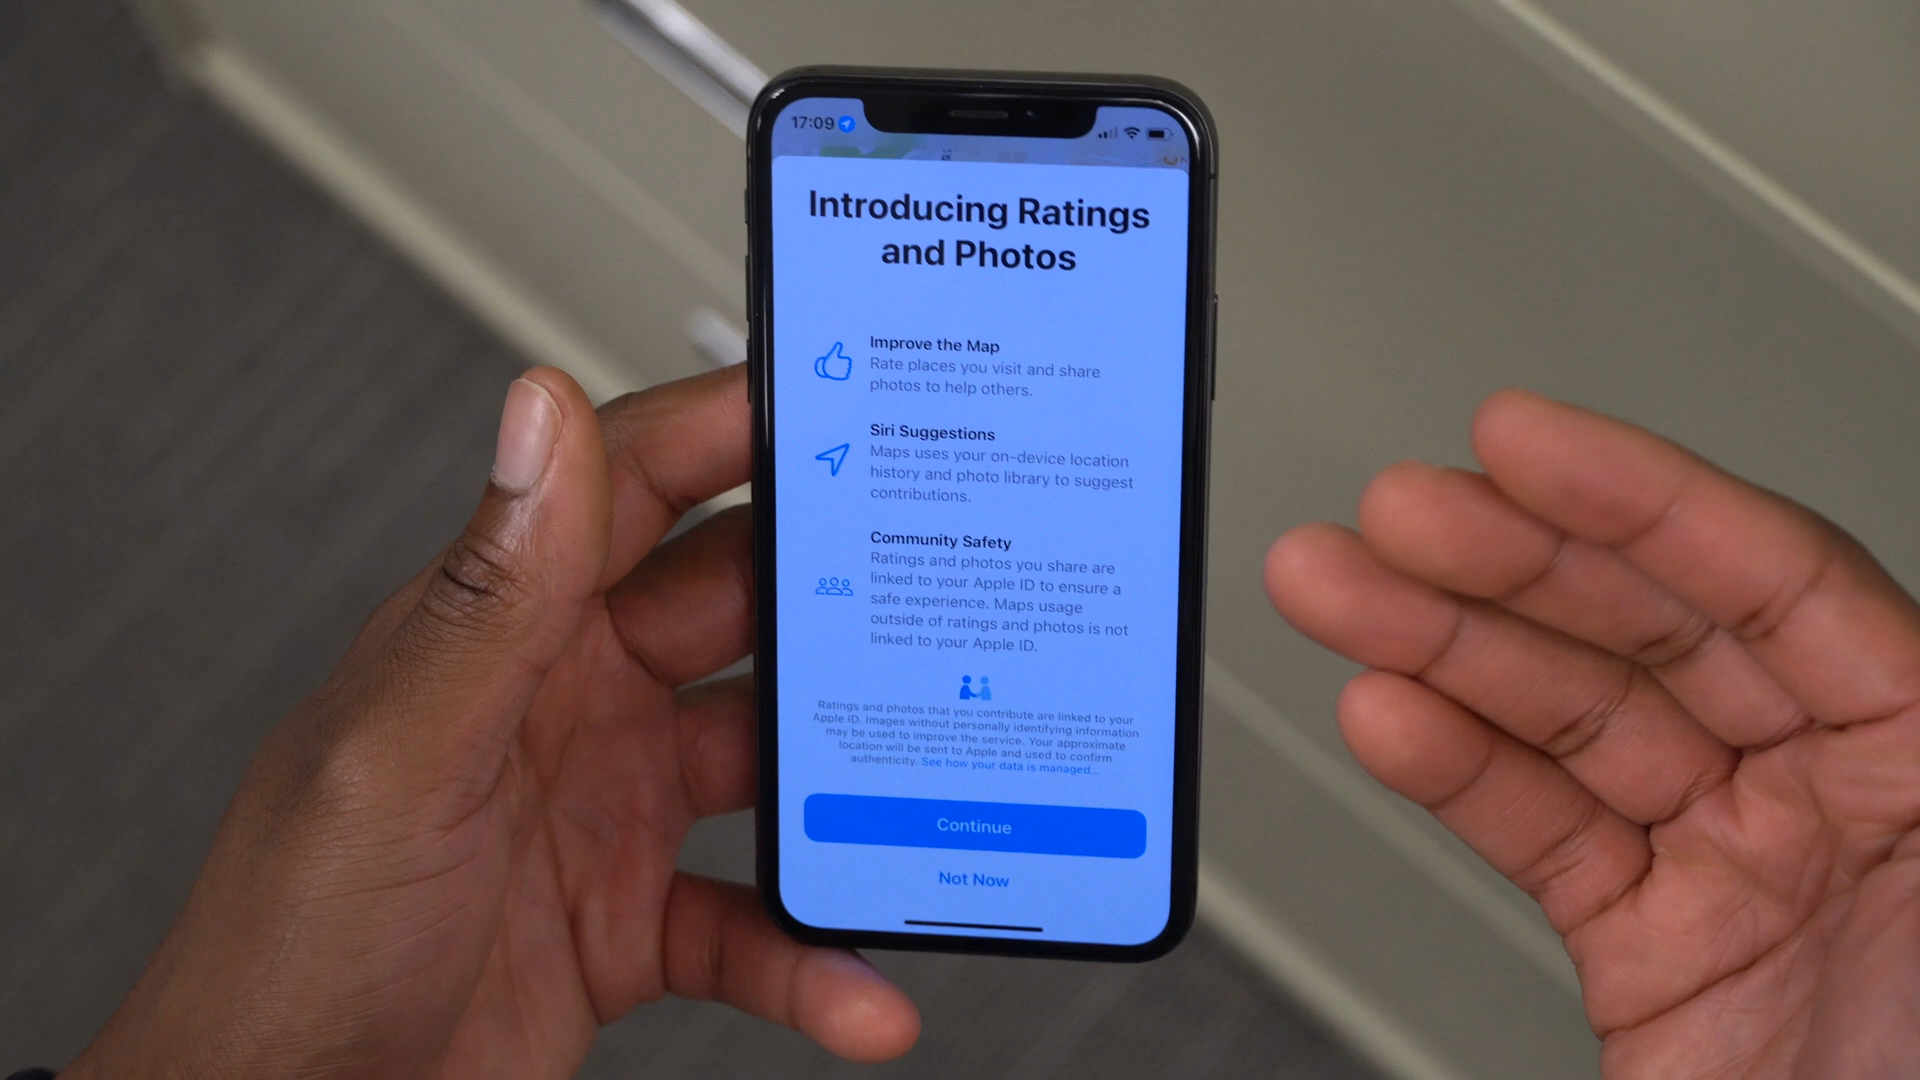 17:09
Introducing Ratings
and Photos
Improve the Map
Rate places you visit and share
photos to help others.
Siri Suggestions
Maps uses your on-device location
history and photo library to suggest
contributions.
Community Safety
Ratings and photos you share are
linked to your Apple ID to ensure a
safe experience. Maps usage
outside of ratings and photos is not
linked to your Apple ID.
Ratings and photos that you contribute are linked to your
Apple ID. Images without personally identifying information
may be used to improve the service. Your approximate
location will be sent to Apple and used to confirm
authenticity. See how your data is managed...
Continue
Not Now